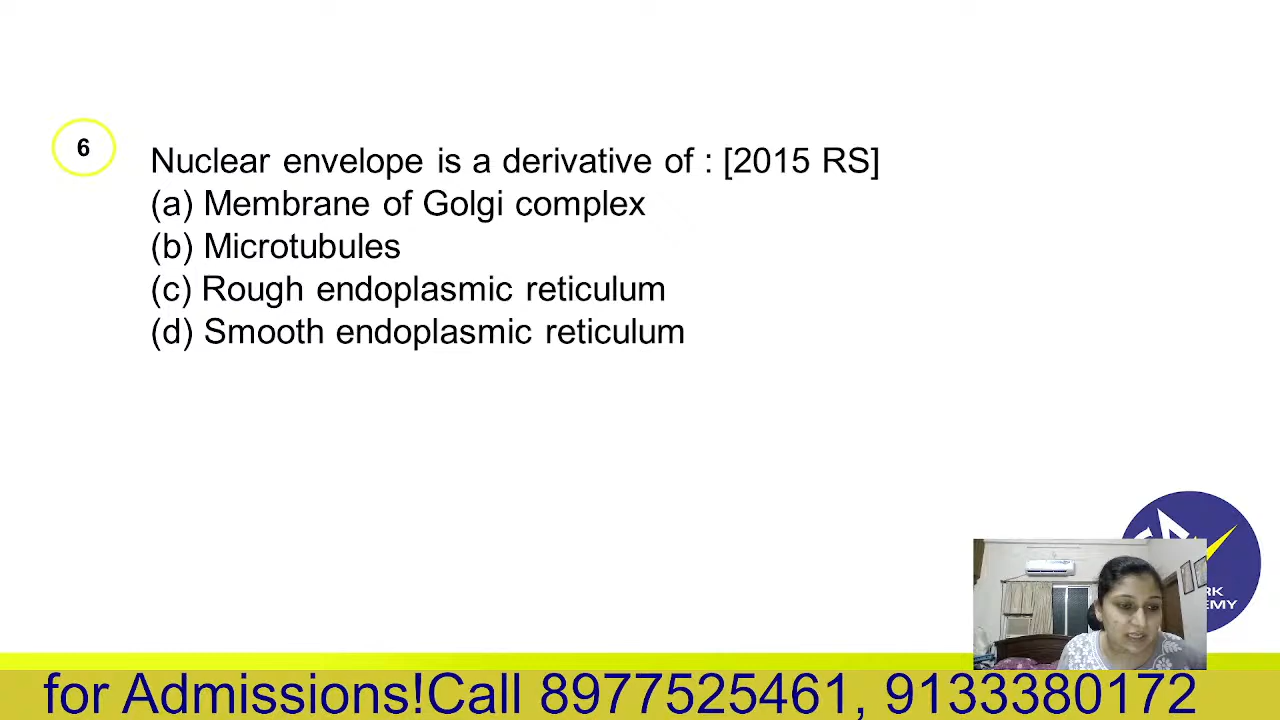 6
Nuclear envelope is a derivative of : [2015 RS]
(a) Membrane of Golgi complex
(b) Microtubules
(c) Rough endoplasmic reticulum
(d) Smooth endoplasmic reticulum
for Admissions!Call 8977525461, 9133380172